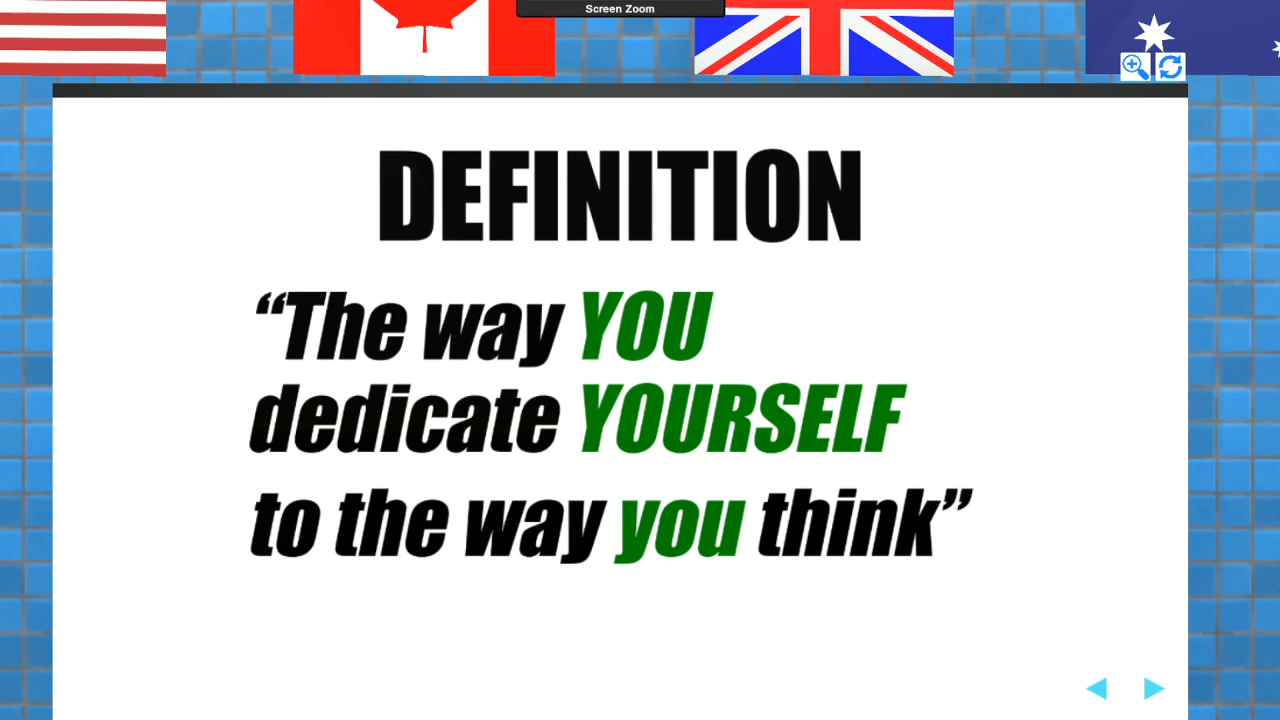 Screen Zoom
DEFINITION
“The way YOU
dedicate YOURSELF
to the way you think”